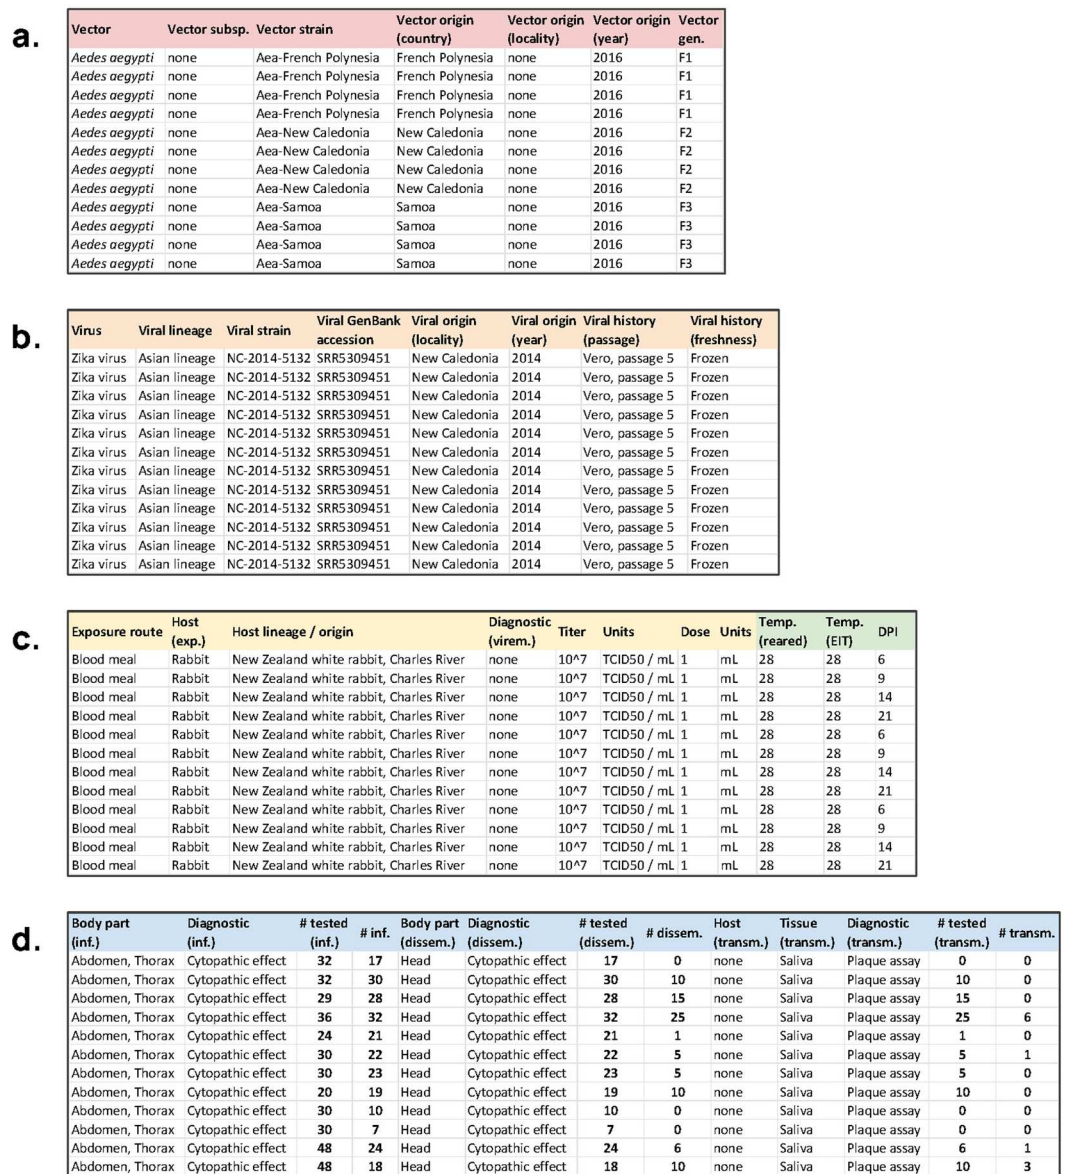 a.
Vector Vector subsp. Vector strain Vector origin (country) Vector origin (locality) Vector origin (year) Vector gen.
Aedes aegypti none Aea-French Polynesia French Polynesia none 2016 F1
Aedes aegypti none Aea-French Polynesia French Polynesia none 2016 F1
Aedes aegypti none Aea-French Polynesia French Polynesia none 2016 F1
Aedes aegypti none Aea-French Polynesia French Polynesia none 2016 F1
Aedes aegypti none Aea-New Caledonia New Caledonia none 2016 F2
Aedes aegypti none Aea-New Caledonia New Caledonia none 2016 F2
Aedes aegypti none Aea-New Caledonia New Caledonia none 2016 F2
Aedes aegypti none Aea-New Caledonia New Caledonia none 2016 F2
Aedes aegypti none Aea-Samoa Samoa none 2016 F3
Aedes aegypti none Aea-Samoa Samoa none 2016 F3
Aedes aegypti none Aea-Samoa Samoa none 2016 F3
Aedes aegypti none Aea-Samoa Samoa none 2016 F3
b.
Virus Viral lineage Viral strain Viral GenBank accession Viral origin (locality) Viral origin (year) Viral history (passage) Viral history (freshness)
Zika virus Asian lineage NC-2014-5132 SRR5309451 New Caledonia 2014 Vero, passage 5 Frozen
Zika virus Asian lineage NC-2014-5132 SRR5309451 New Caledonia 2014 Vero, passage 5 Frozen
Zika virus Asian lineage NC-2014-5132 SRR5309451 New Caledonia 2014 Vero, passage 5 Frozen
Zika virus Asian lineage NC-2014-5132 SRR5309451 New Caledonia 2014 Vero, passage 5 Frozen
Zika virus Asian lineage NC-2014-5132 SRR5309451 New Caledonia 2014 Vero, passage 5 Frozen
Zika virus Asian lineage NC-2014-5132 SRR5309451 New Caledonia 2014 Vero, passage 5 Frozen
Zika virus Asian lineage NC-2014-5132 SRR5309451 New Caledonia 2014 Vero, passage 5 Frozen
Zika virus Asian lineage NC-2014-5132 SRR5309451 New Caledonia 2014 Vero, passage 5 Frozen
Zika virus Asian lineage NC-2014-5132 SRR5309451 New Caledonia 2014 Vero, passage 5 Frozen
Zika virus Asian lineage NC-2014-5132 SRR5309451 New Caledonia 2014 Vero, passage 5 Frozen
Zika virus Asian lineage NC-2014-5132 SRR5309451 New Caledonia 2014 Vero, passage 5 Frozen
Zika virus Asian lineage NC-2014-5132 SRR5309451 New Caledonia 2014 Vero, passage 5 Frozen
c.
Exposure route Host (exp.) Host lineage / origin Diagnostic (virem.) Titer Units Dose Units Temp. (reared) Temp. (EIT) DPI
Blood meal Rabbit New Zealand white rabbit, Charles River none 10^7 TCID50 / mL 1 mL 28 28 6
Blood meal Rabbit New Zealand white rabbit, Charles River none 10^7 TCID50 / mL 1 mL 28 28 9
Blood meal Rabbit New Zealand white rabbit, Charles River none 10^7 TCID50 / mL 1 mL 28 28 14
Blood meal Rabbit New Zealand white rabbit, Charles River none 10^7 TCID50 / mL 1 mL 28 28 21
Blood meal Rabbit New Zealand white rabbit, Charles River none 10^7 TCID50 / mL 1 mL 28 28 6
Blood meal Rabbit New Zealand white rabbit, Charles River none 10^7 TCID50 / mL 1 mL 28 28 9
Blood meal Rabbit New Zealand white rabbit, Charles River none 10^7 TCID50 / mL 1 mL 28 28 14
Blood meal Rabbit New Zealand white rabbit, Charles River none 10^7 TCID50 / mL 1 mL 28 28 21
Blood meal Rabbit New Zealand white rabbit, Charles River none 10^7 TCID50 / mL 1 mL 28 28 6
Blood meal Rabbit New Zealand white rabbit, Charles River none 10^7 TCID50 / mL 1 mL 28 28 9
Blood meal Rabbit New Zealand white rabbit, Charles River none 10^7 TCID50 / mL 1 mL 28 28 14
Blood meal Rabbit New Zealand white rabbit, Charles River none 10^7 TCID50 / mL 1 mL 28 28 21
d.
Body part (inf.) Diagnostic (inf.) # tested (inf.) # inf. Body part (dissem.) Diagnostic (dissem.) # tested (dissem.) # dissem. Host (transm.) Tissue (transm.) Diagnostic (transm.) # tested (transm.) # transm.
Abdomen, Thorax Cytopathic effect 32 17 Head Cytopathic effect 17 0 none Saliva Plaque assay 0 0
Abdomen, Thorax Cytopathic effect 32 30 Head Cytopathic effect 30 10 none Saliva Plaque assay 10 0
Abdomen, Thorax Cytopathic effect 29 28 Head Cytopathic effect 28 15 none Saliva Plaque assay 15 0
Abdomen, Thorax Cytopathic effect 36 32 Head Cytopathic effect 32 25 none Saliva Plaque assay 25 6
Abdomen, Thorax Cytopathic effect 24 21 Head Cytopathic effect 21 1 none Saliva Plaque assay 1 0
Abdomen, Thorax Cytopathic effect 30 22 Head Cytopathic effect 22 5 none Saliva Plaque assay 5 1
Abdomen, Thorax Cytopathic effect 30 23 Head Cytopathic effect 23 5 none Saliva Plaque assay 5 0
Abdomen, Thorax Cytopathic effect 20 19 Head Cytopathic effect 19 10 none Saliva Plaque assay 10 0
Abdomen, Thorax Cytopathic effect 30 10 Head Cytopathic effect 10 0 none Saliva Plaque assay 0 0
Abdomen, Thorax Cytopathic effect 30 7 Head Cytopathic effect 7 0 none Saliva Plaque assay 0 0
Abdomen, Thorax Cytopathic effect 48 24 Head Cytopathic effect 24 6 none Saliva Plaque assay 6 1
Abdomen, Thorax Cytopathic effect 48 18 Head Cytopathic effect 18 10 none Saliva Plaque assay 10 3